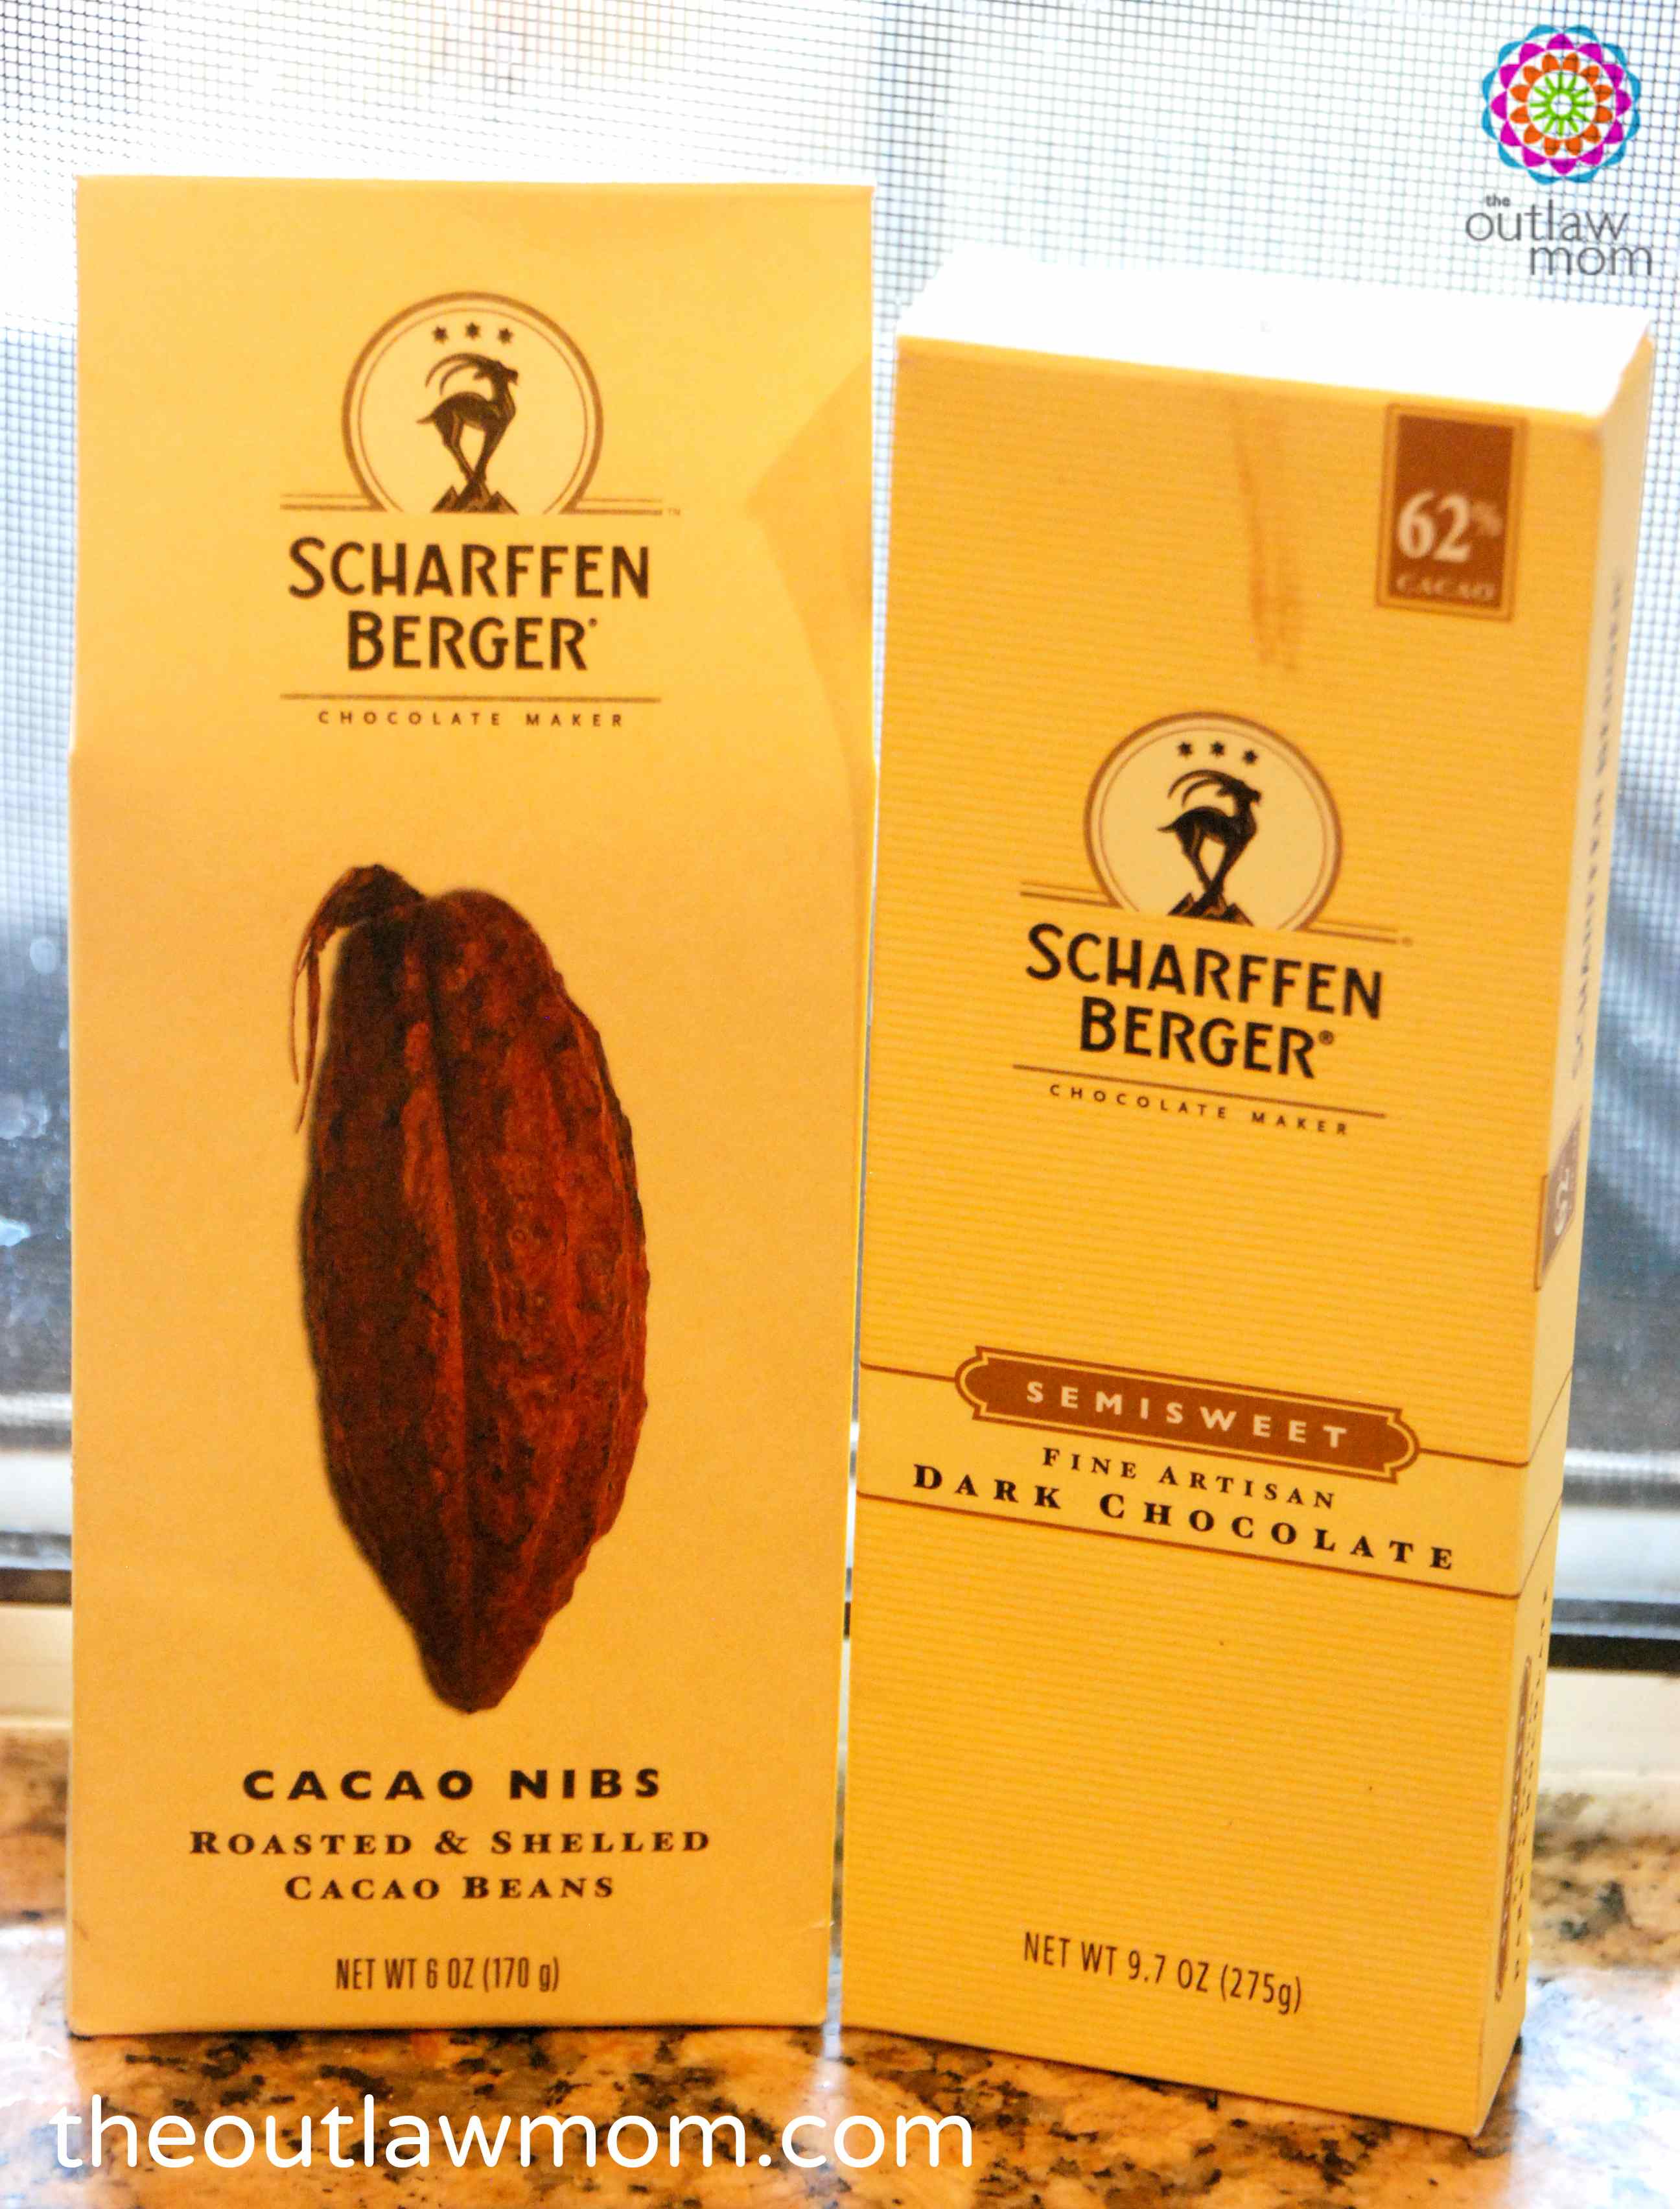 the
outlaw
mom
SCHARFFEN
BERGER
CHOCOLATE MAKER
CACAO NIBS
ROASTED & SHELLED
CACAO BEANS
NET WT 6 OZ (170 g)
62%
CACAO
SCHARFFEN
BERGER®
CHOCOLATE MAKER
SEMISWEET
FINE ARTISAN
DARK CHOCOLATE
NET WT 9.7 OZ (275g)
theoutlawmom.com